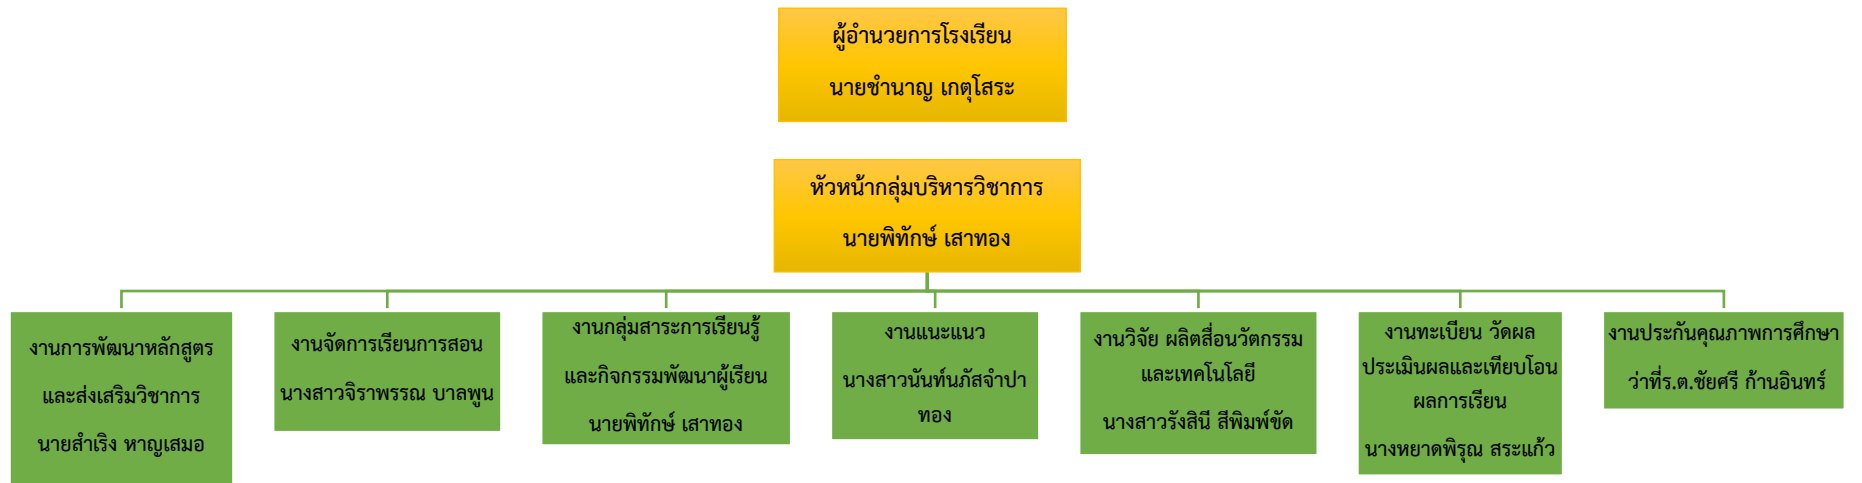 ผู้อำนวยการโรงเรียน
นายชำนาญ เกตุโสระ
หัวหน้ากลุ่มบริหารวิชาการ
นายพิทักษ์ เสาทอง
งานการพัฒนาหลักสูตร
และส่งเสริมวิชาการ
นายสำเริง หาญเสมอ
งานจัดการเรียนการสอน
นางสาวจิราพรรณ บาลพูน
งานกลุ่มสาระการเรียนรู้
และกิจกรรมพัฒนาผู้เรียน
นายพิทักษ์ เสาทอง
งานแนะแนว
นางสาวนันท์นภัสจำปา
ทอง
งานวิจัย ผลิตสื่อนวัตกรรม
และเทคโนโลยี
นางสาวรังสินี สีพิมพ์ขัด
งานทะเบียน วัดผล
ประเมินผลและเทียบโอน
ผลการเรียน
นางหยาดพิรุณ สระแก้ว
งานประกันคุณภาพการศึกษา
ว่าที่ร.ต.ชัยศรี ก้านอินทร์